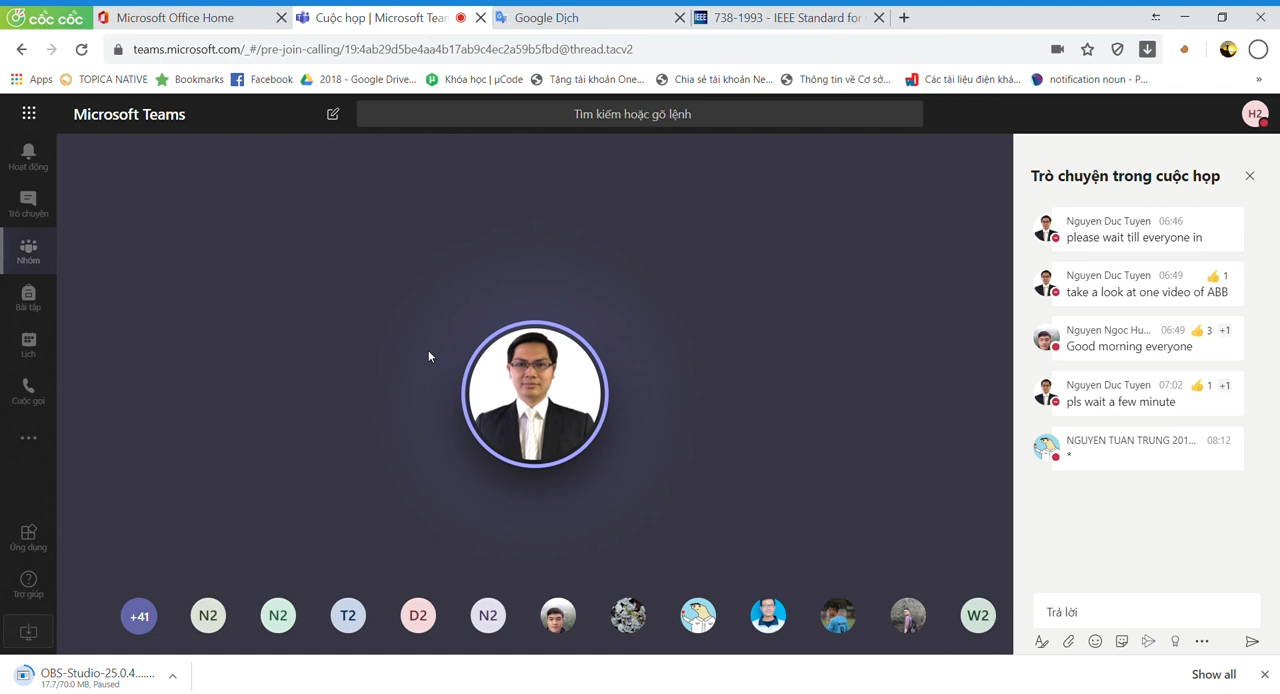 cốc cốc
Microsoft Office Home
Cuộc họp | Microsoft Tear
Google Dịch
IEEE
738-1993 - IEEE Standard for
teams.microsoft.com/_#/pre-join-calling/19:4ab29d5be4aa4b17ab9c4ec2a59b5fbd@thread.tacv2
Apps
TOPICA NATIVE
Bookmarks
Facebook
2018 - Google Drive...
Khóa học | µCode
Tặng tài khoản One...
Chia sẻ tài khoản Ne...
Thông tin về Cơ sở...
Các tài liệu điện khá...
notification noun - P...
»
Microsoft Teams
Tìm kiếm hoặc gõ lệnh
H2
Hoạt động
Trò chuyện
Nhóm
Bài tập
Lịch
Cuộc gọi
Ứng dụng
Trợ giúp
Trò chuyện trong cuộc họp
Nguyen Duc Tuyen 06:46
please wait till everyone in
Nguyen Duc Tuyen 06:49 👍 1
take a look at one video of ABB
Nguyen Ngoc Hu... 06:49 👍 3 +1
Good morning everyone
Nguyen Duc Tuyen 07:02 👍 1 +1
pls wait a few minute
NGUYEN TUAN TRUNG 201... 08:12
*
+41
N2
N2
T2
D2
N2
W2
Trả lời
OBS-Studio-25.0.4......
17.7/70.0 MB, Paused
Show all